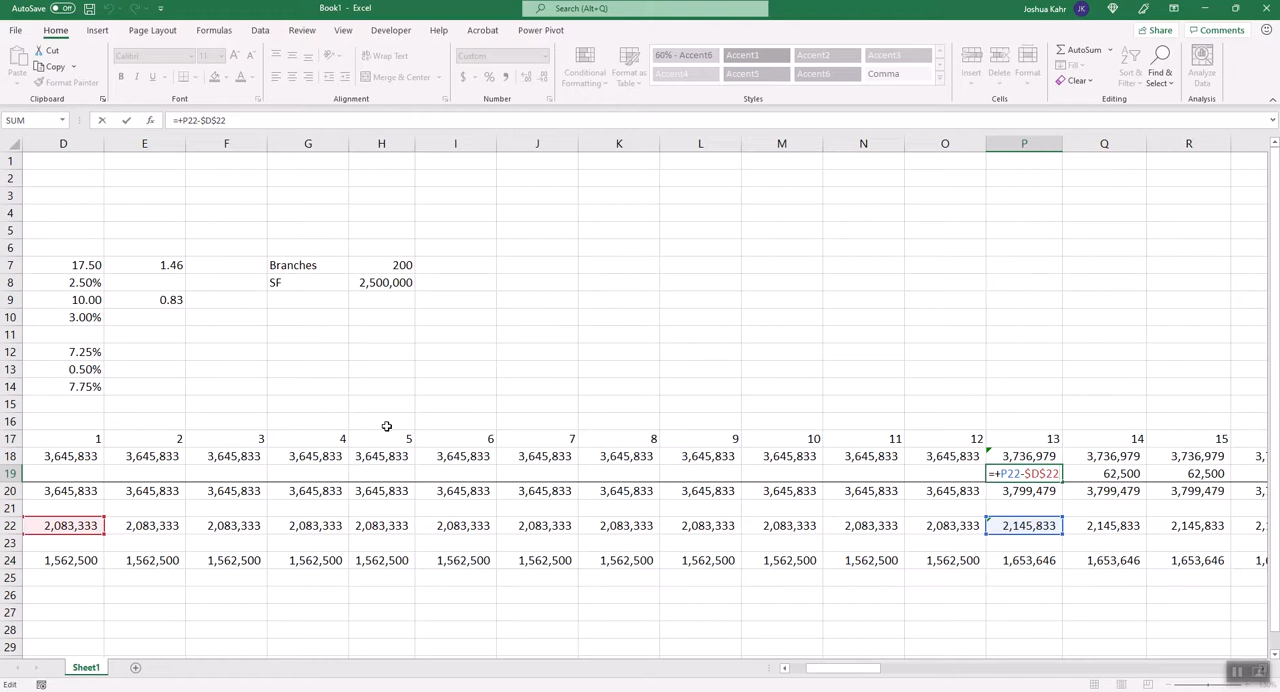 AutoSave Off Book1 - Excel Search (Alt+Q) Joshua Kahr JK
File Home Insert Page Layout Formulas Data Review View Developer Help Acrobat Power Pivot Share Comments
Paste Cut Copy Format Painter Clipboard
Calibri 11 A A B I U A Font
Wrap Text Merge & Center Alignment
Custom $ % Number
Conditional Formatting Format as Table
60% - Accent6 Accent1 Accent2 Accent3
Accent4 Accent5 Accent6 Comma
Styles
Insert Delete Format Cells
AutoSum Fill Clear Sort & Filter Find & Select Editing
Analyze Data Analysis
SUM fx =+P22-$D$22
D E F G H I J K L M N O P Q R
1
2
3
4
5
6
7 17.50 1.46 Branches 200
8 2.50% SF 2,500,000
9 10.00 0.83
10 3.00%
11
12 7.25%
13 0.50%
14 7.75%
15
16
17 1 2 3 4 5 6 7 8 9 10 11 12 13 14 15
18 3,645,833 3,645,833 3,645,833 3,645,833 3,645,833 3,645,833 3,645,833 3,645,833 3,645,833 3,645,833 3,645,833 3,645,833 3,736,979 3,736,979 3,736,979 3,7
19 =+P22-$D$22 62,500 62,500
20 3,645,833 3,645,833 3,645,833 3,645,833 3,645,833 3,645,833 3,645,833 3,645,833 3,645,833 3,645,833 3,645,833 3,645,833 3,799,479 3,799,479 3,799,479 3,7
21
22 2,083,333 2,083,333 2,083,333 2,083,333 2,083,333 2,083,333 2,083,333 2,083,333 2,083,333 2,083,333 2,083,333 2,083,333 2,145,833 2,145,833 2,145,833 2,1
23
24 1,562,500 1,562,500 1,562,500 1,562,500 1,562,500 1,562,500 1,562,500 1,562,500 1,562,500 1,562,500 1,562,500 1,562,500 1,653,646 1,653,646 1,653,646 1,6
25
26
27
28
29
Sheet1
Edit